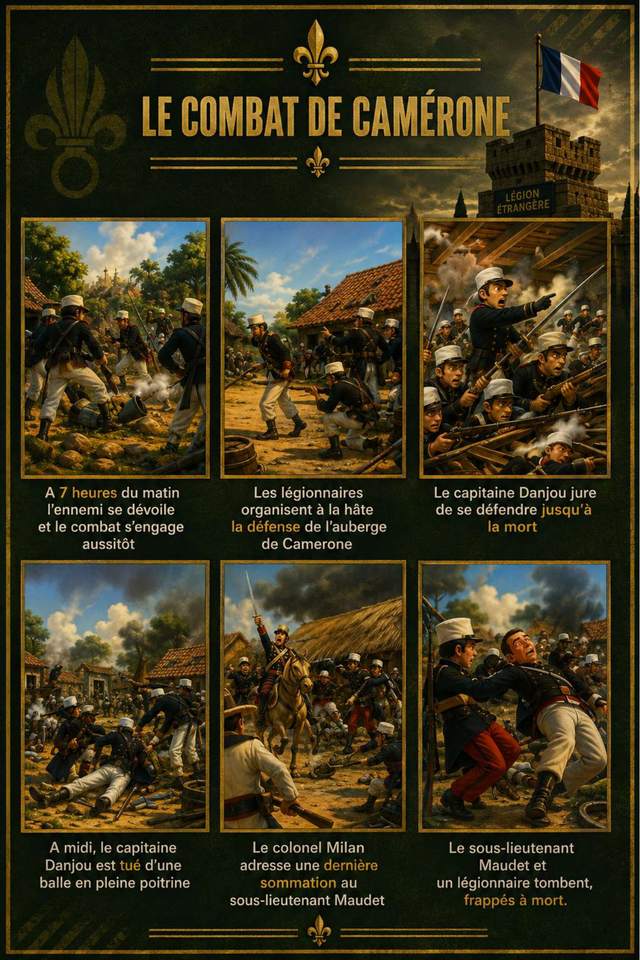 LE COMBAT DE CAMÉRONE
LÉGION
ÉTRANGÈRE
A 7 heures du matin
l'ennemi se dévoile
et le combat s'engage
aussitôt
Les légionnaires
organisent à la hâte
la défense de l'auberge
de Camerone
Le capitaine Danjou jure
de se défendre jusqu'à
la mort
A midi, le capitaine
Danjou est tué d'une
balle en pleine poitrine
Le colonel Milan
adresse une dernière
sommation au
sous-lieutenant Maudet
Le sous-lieutenant
Maudet et
un légionnaire tombent,
frappés à mort.